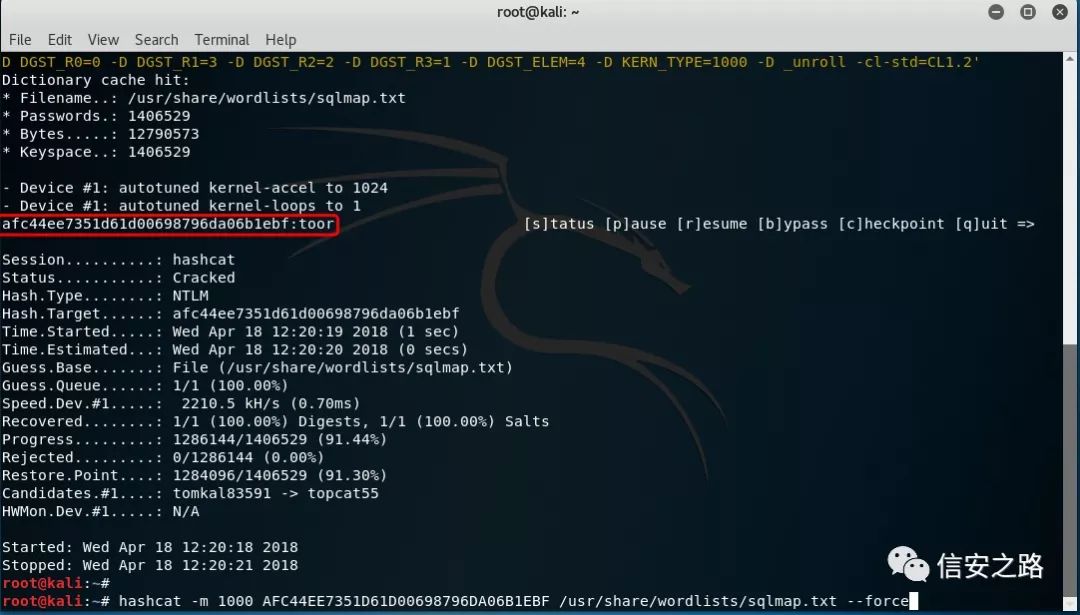 root@kali: ~
File Edit View Search Terminal Help
D DGST_R0=0 -D DGST_R1=3 -D DGST_R2=2 -D DGST_R3=1 -D DGST_ELEM=4 -D KERN_TYPE=1000 -D _unroll -cl-std=CL1.2'
Dictionary cache hit:
* Filename..: /usr/share/wordlists/sqlmap.txt
* Passwords.: 1406529
* Bytes.....: 12790573
* Keyspace..: 1406529
- Device #1: autotuned kernel-accel to 1024
- Device #1: autotuned kernel-loops to 1
afc44ee7351d61d00698796da06b1ebf:toor [s]tatus [p]ause [r]esume [b]ypass [c]heckpoint [q]uit =>
Session..........: hashcat
Status...........: Cracked
Hash.Type........: NTLM
Hash.Target......: afc44ee7351d61d00698796da06b1ebf
Time.Started.....: Wed Apr 18 12:20:19 2018 (1 sec)
Time.Estimated...: Wed Apr 18 12:20:20 2018 (0 secs)
Guess.Base.......: File (/usr/share/wordlists/sqlmap.txt)
Guess.Queue......: 1/1 (100.00%)
Speed.Dev.#1.....:  2210.5 kH/s (0.70ms)
Recovered........: 1/1 (100.00%) Digests, 1/1 (100.00%) Salts
Progress.........: 1286144/1406529 (91.44%)
Rejected.........: 0/1286144 (0.00%)
Restore.Point....: 1284096/1406529 (91.30%)
Candidates.#1....: tomkal83591 -> topcat55
HWMon.Dev.#1.....: N/A
Started: Wed Apr 18 12:20:18 2018
Stopped: Wed Apr 18 12:20:21 2018
root@kali:~#
root@kali:~# hashcat -m 1000 AFC44EE7351D61D00698796DA06B1EBF /usr/share/wordlists/sqlmap.txt --force
信安之路